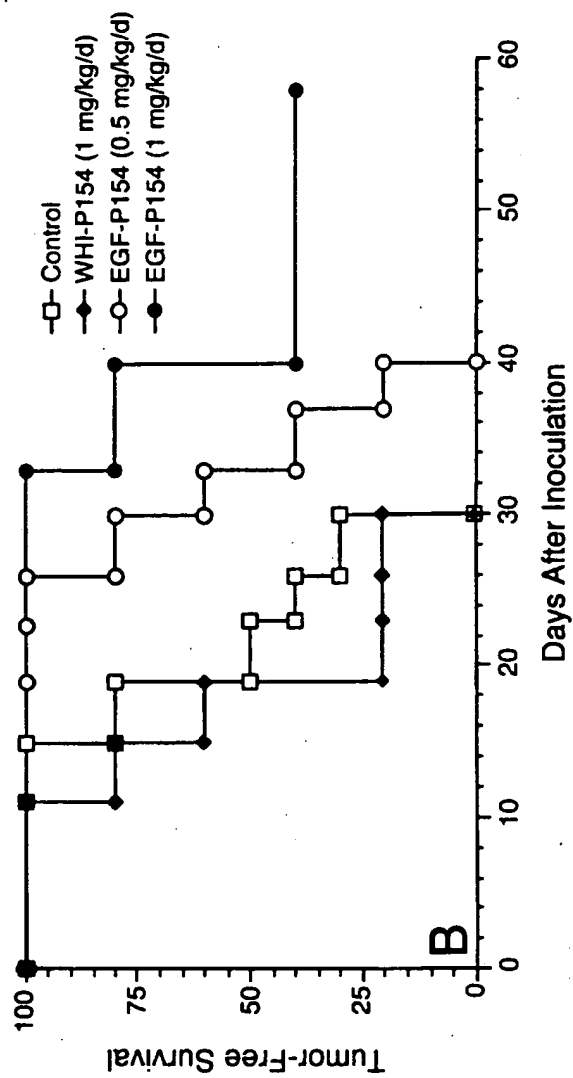 Control
WHI-P154 (1 mg/kg/d)
EGF-P154 (0.5 mg/kg/d)
EGF-P154 (1 mg/kg/d)
Tumor-Free Survival
100
75
50
25
0
B
0 10 20 30 40 50 60
Days After Inoculation